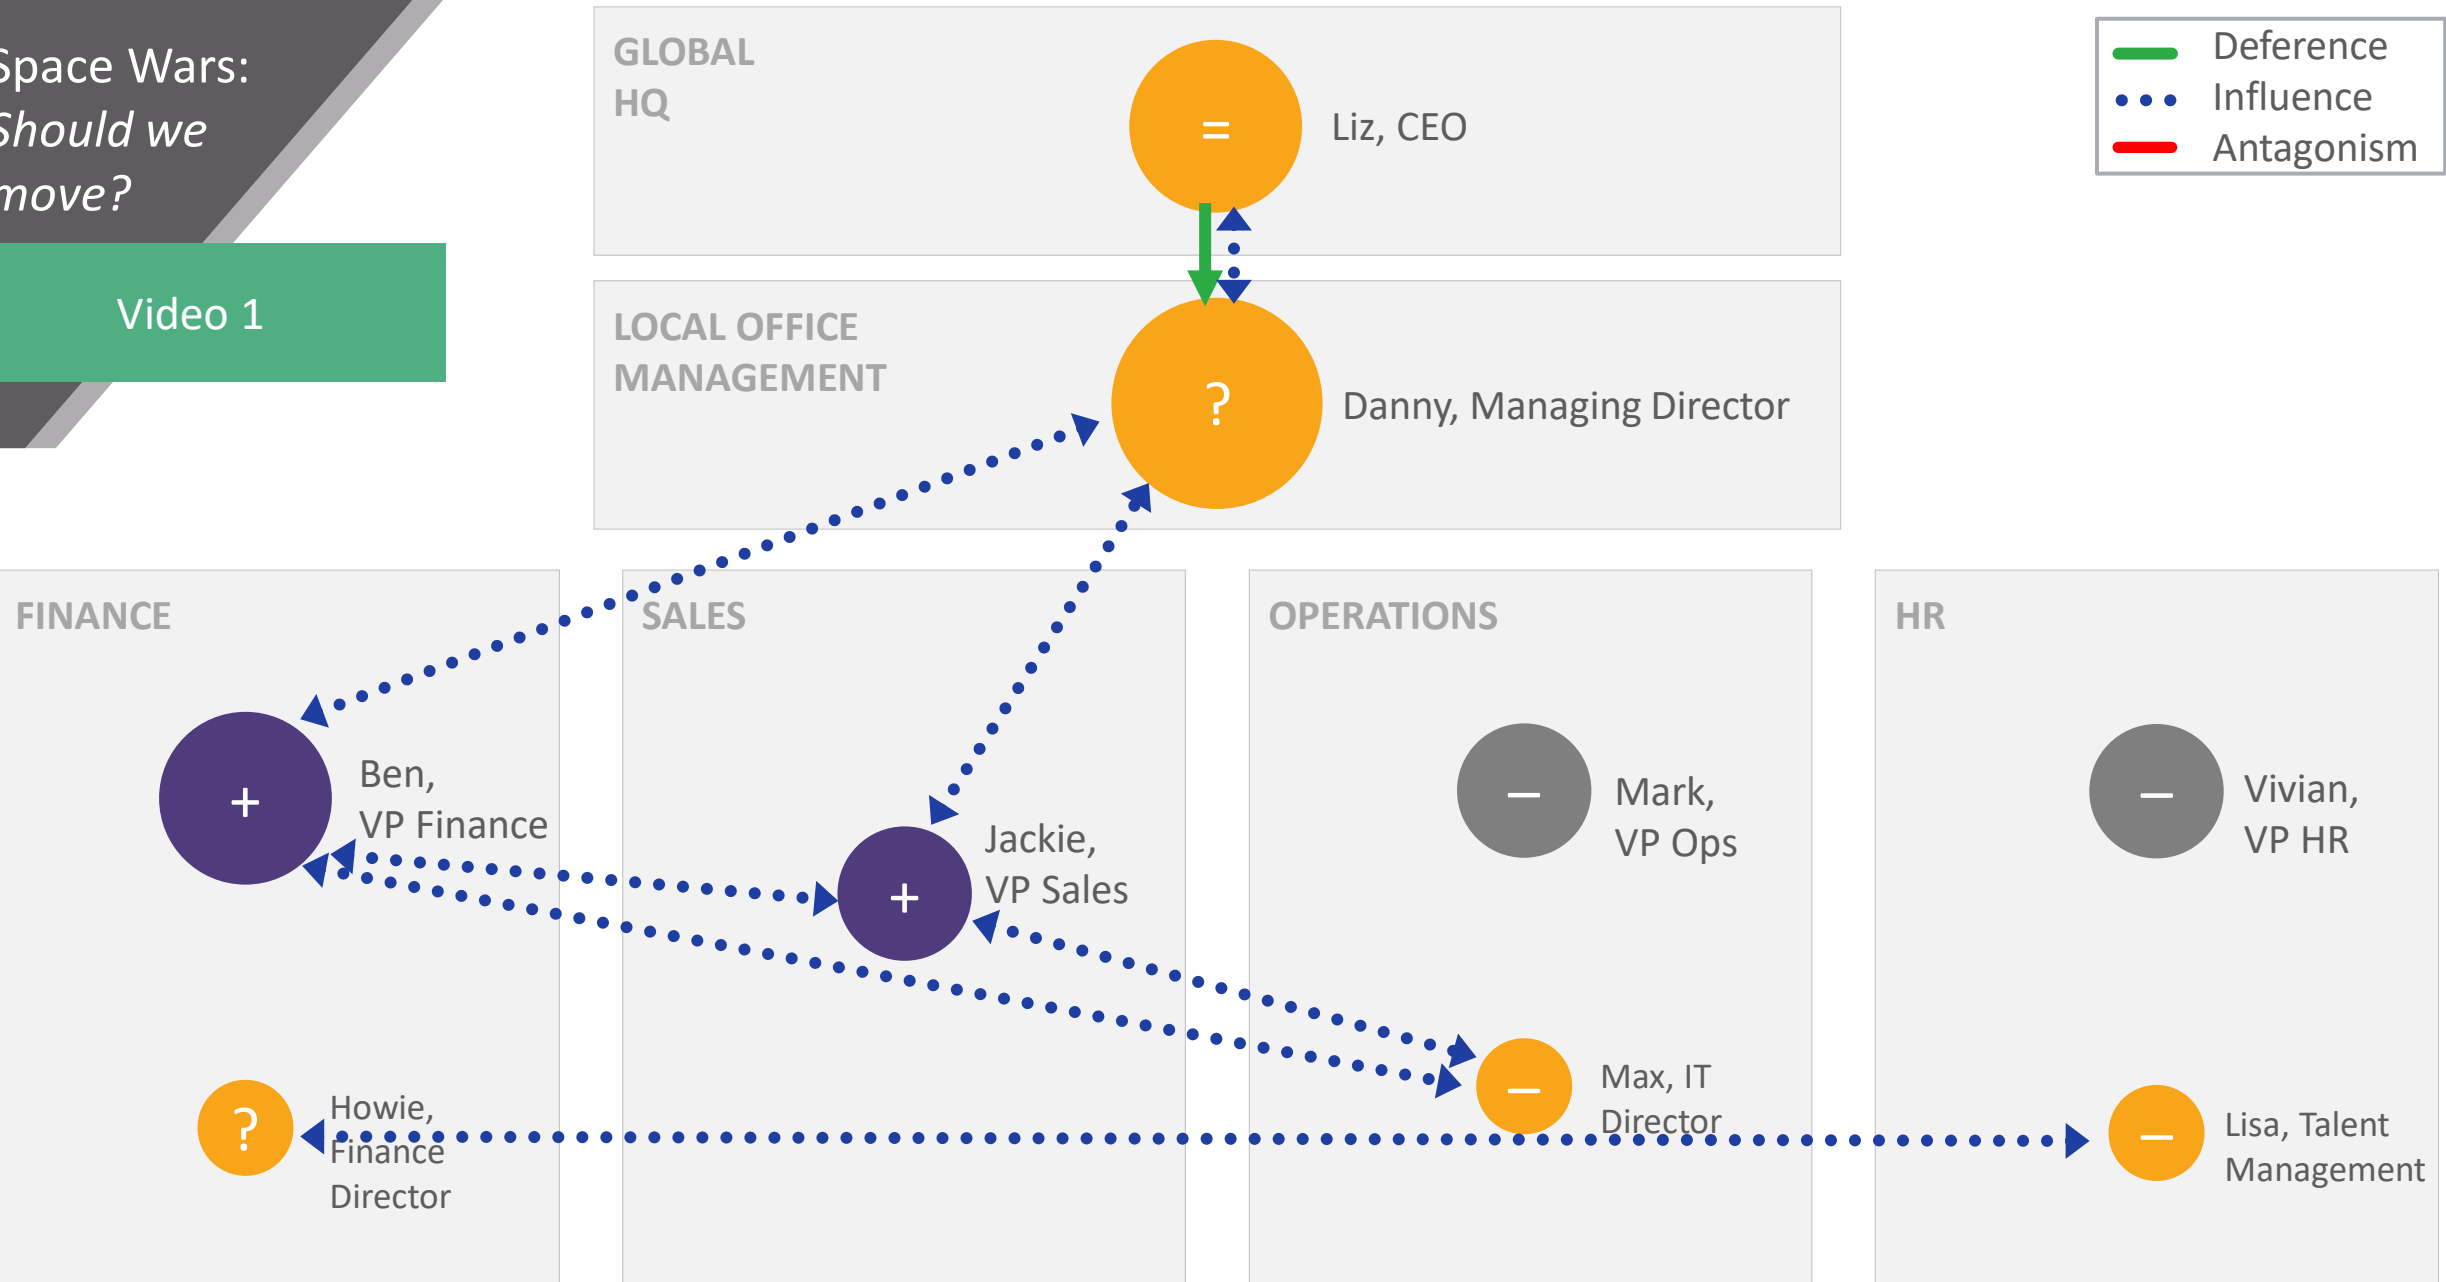 Space Wars:
Should we
move?
Video 1
GLOBAL
HQ
=
Liz, CEO
Deference
Influence
Antagonism
LOCAL OFFICE
MANAGEMENT
?
Danny, Managing Director
FINANCE
SALES
OPERATIONS
HR
+
Ben,
VP Finance
+
Jackie,
VP Sales
–
Mark,
VP Ops
–
Vivian,
VP HR
?
Howie,
Finance
Director
–
Max, IT
Director
–
Lisa, Talent
Management